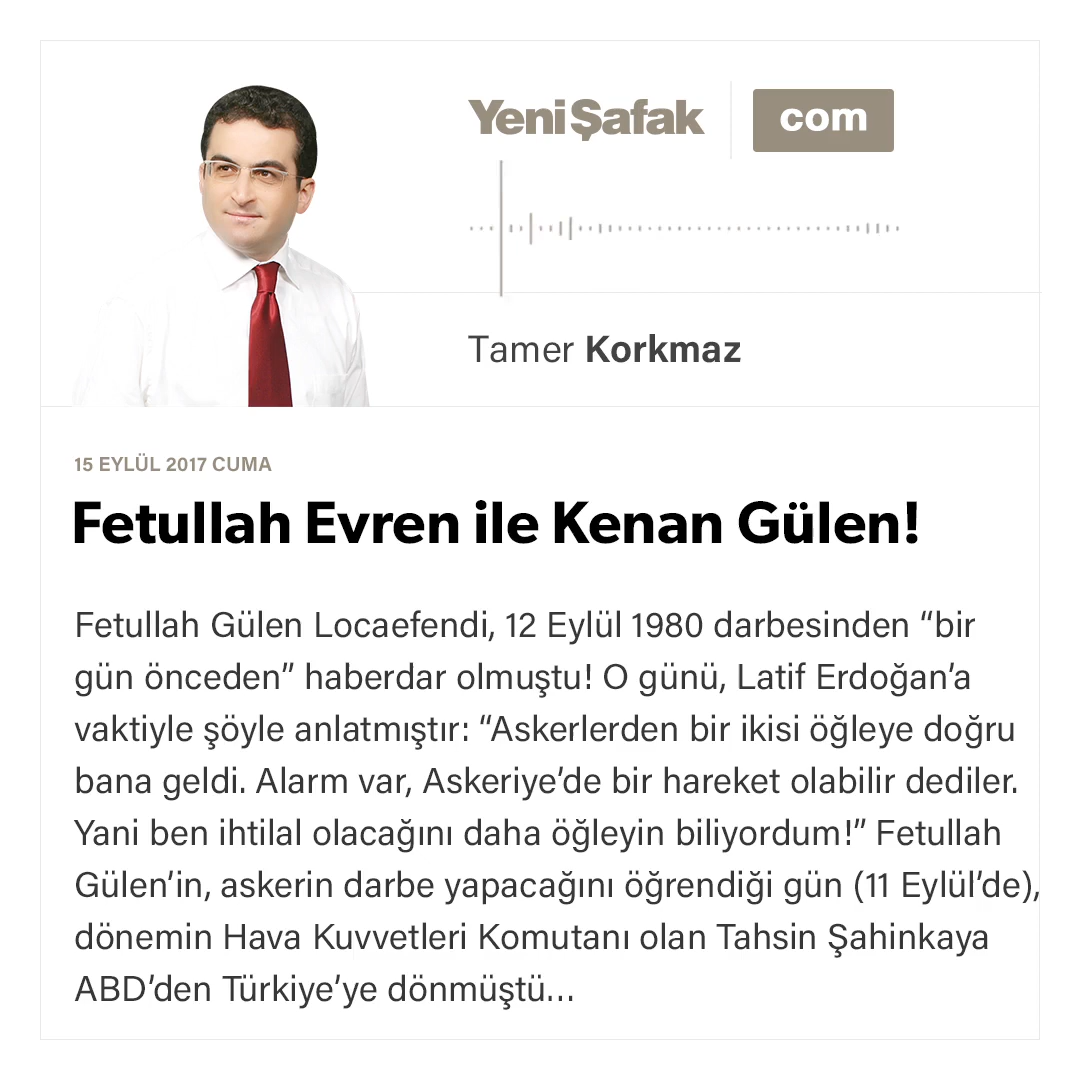 YeniŞafak com
Tamer Korkmaz
15 EYLÜL 2017 CUMA
Fetullah Evren ile Kenan Gülen!
Fetullah Gülen Locaefendi, 12 Eylül 1980 darbesinden “bir
gün önceden” haberdar olmuştu! O günü, Latif Erdoğan’a
vaktiyle şöyle anlatmıştır: “Askerlerden bir ikisi öğleye doğru
bana geldi. Alarm var, Askeriye’de bir hareket olabilir dediler.
Yani ben ihtilal olacağını daha öğleyin biliyordum!” Fetullah
Gülen’in, askerin darbe yapacağını öğrendiği gün (11 Eylül’de),
dönemin Hava Kuvvetleri Komutanı olan Tahsin Şahinkaya
ABD’den Türkiye’ye dönmüştü...